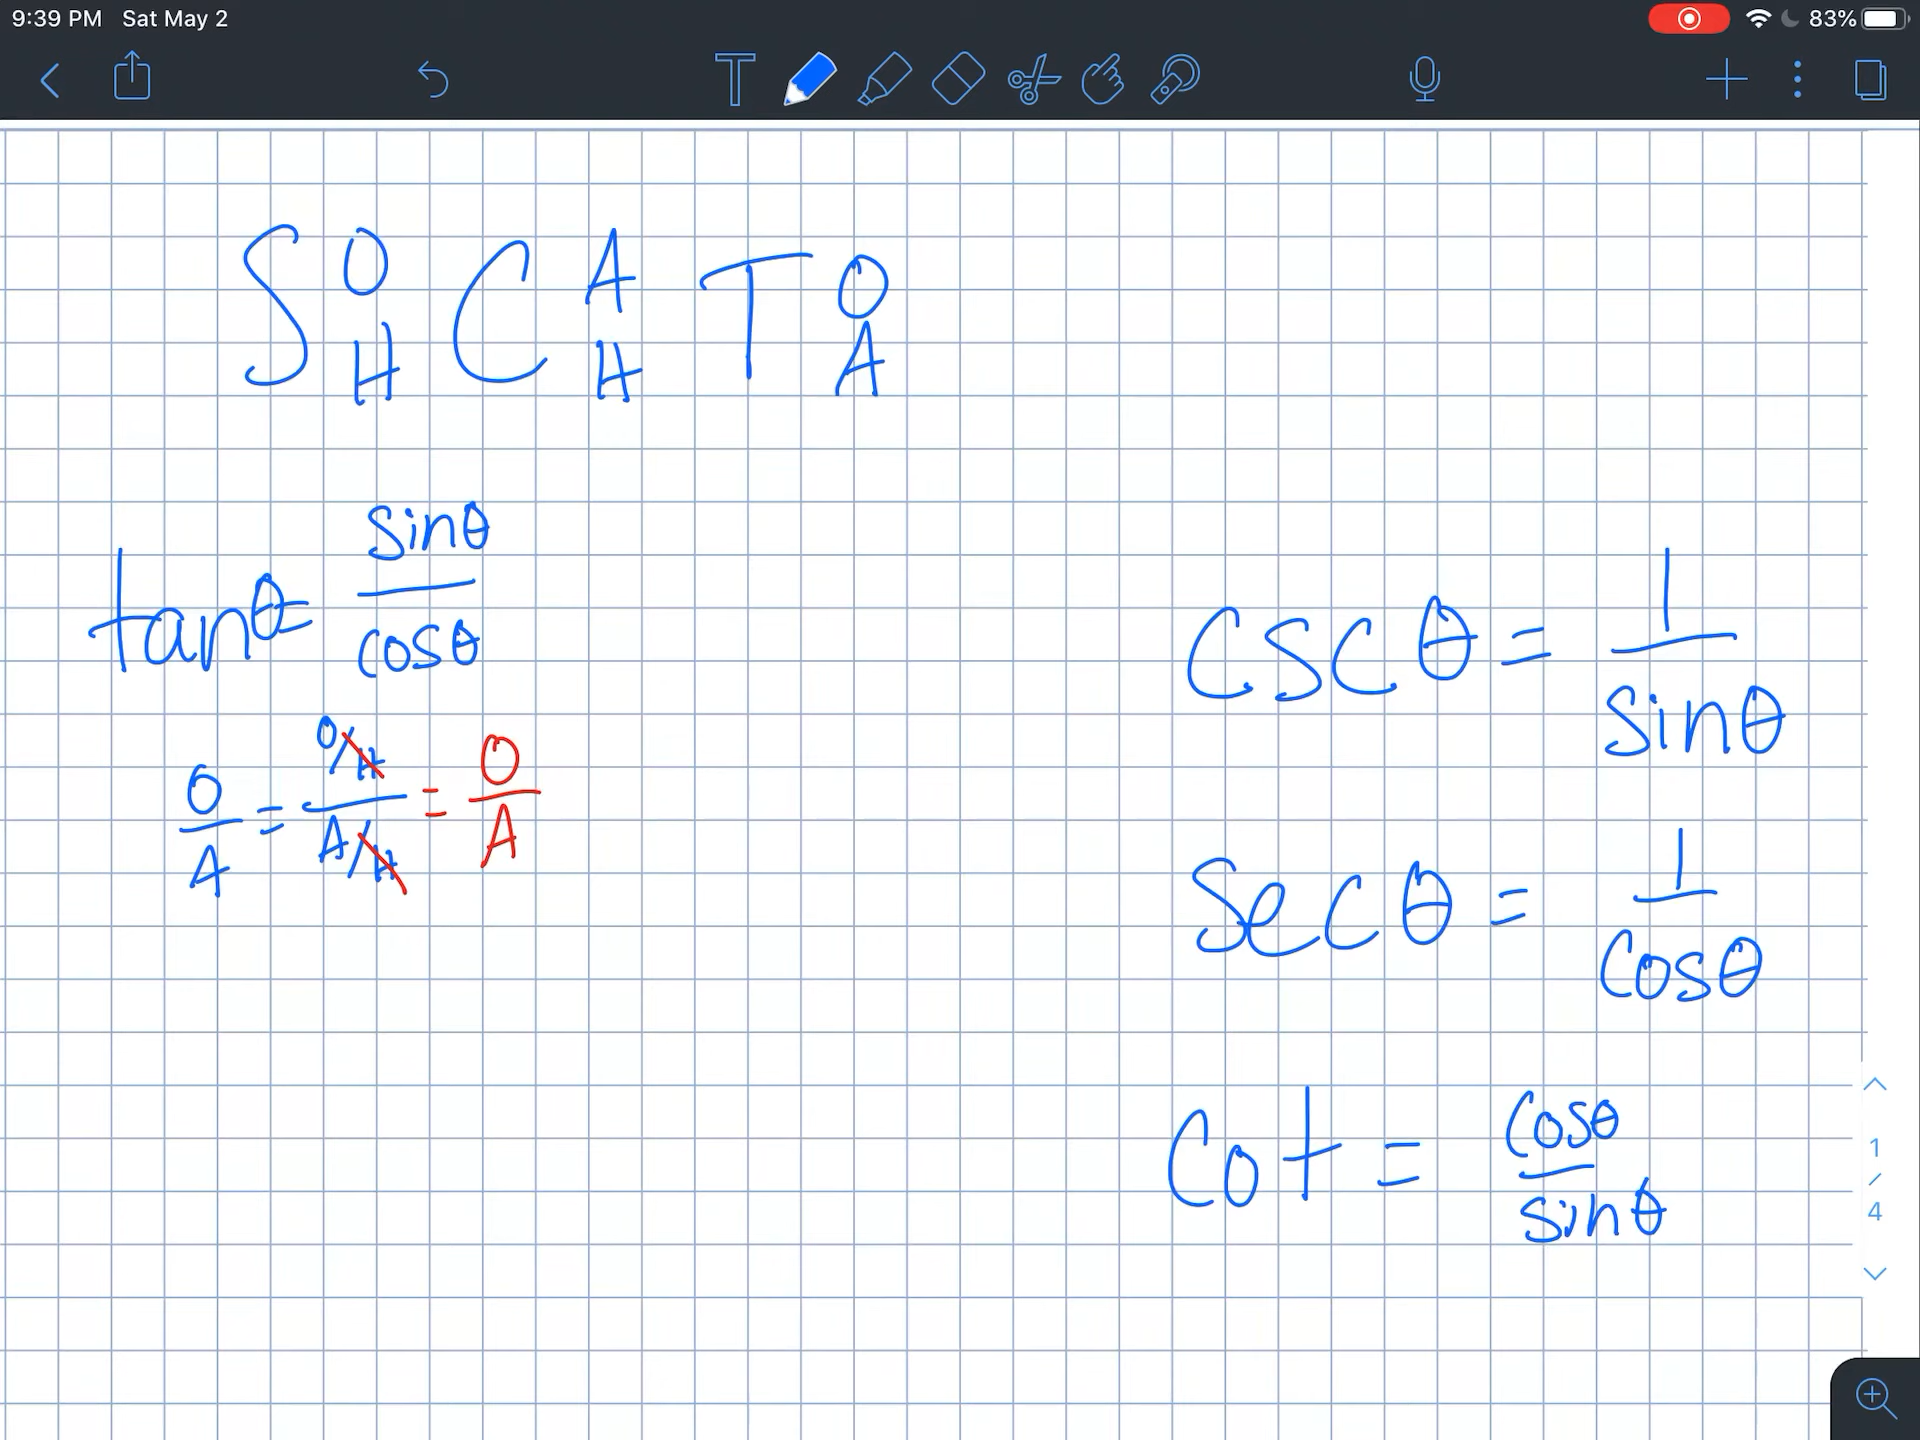 9:39 PM Sat May 2
83%
S O/H C A/H T O/A
tanθ = sinθ/cosθ
O/A = (O/H)/(A/H) = O/A
cscθ = 1/sinθ
secθ = 1/cosθ
cot = cosθ/sinθ
1
/
4